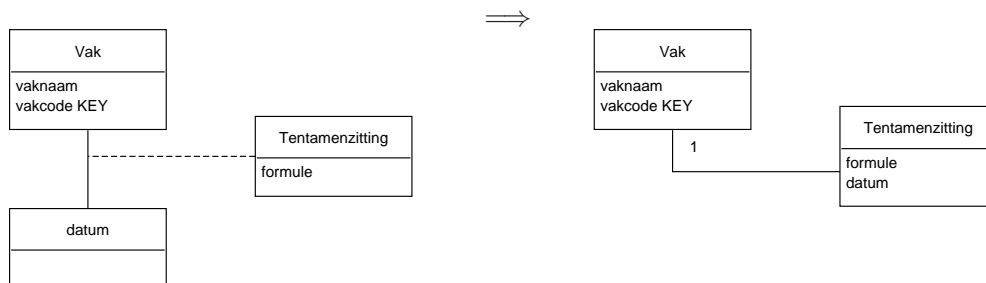 ⟹
Vak
vaknaam
vakcode KEY
Tentamenzitting
formule
datum
Vak
vaknaam
vakcode KEY
1
Tentamenzitting
formule
datum